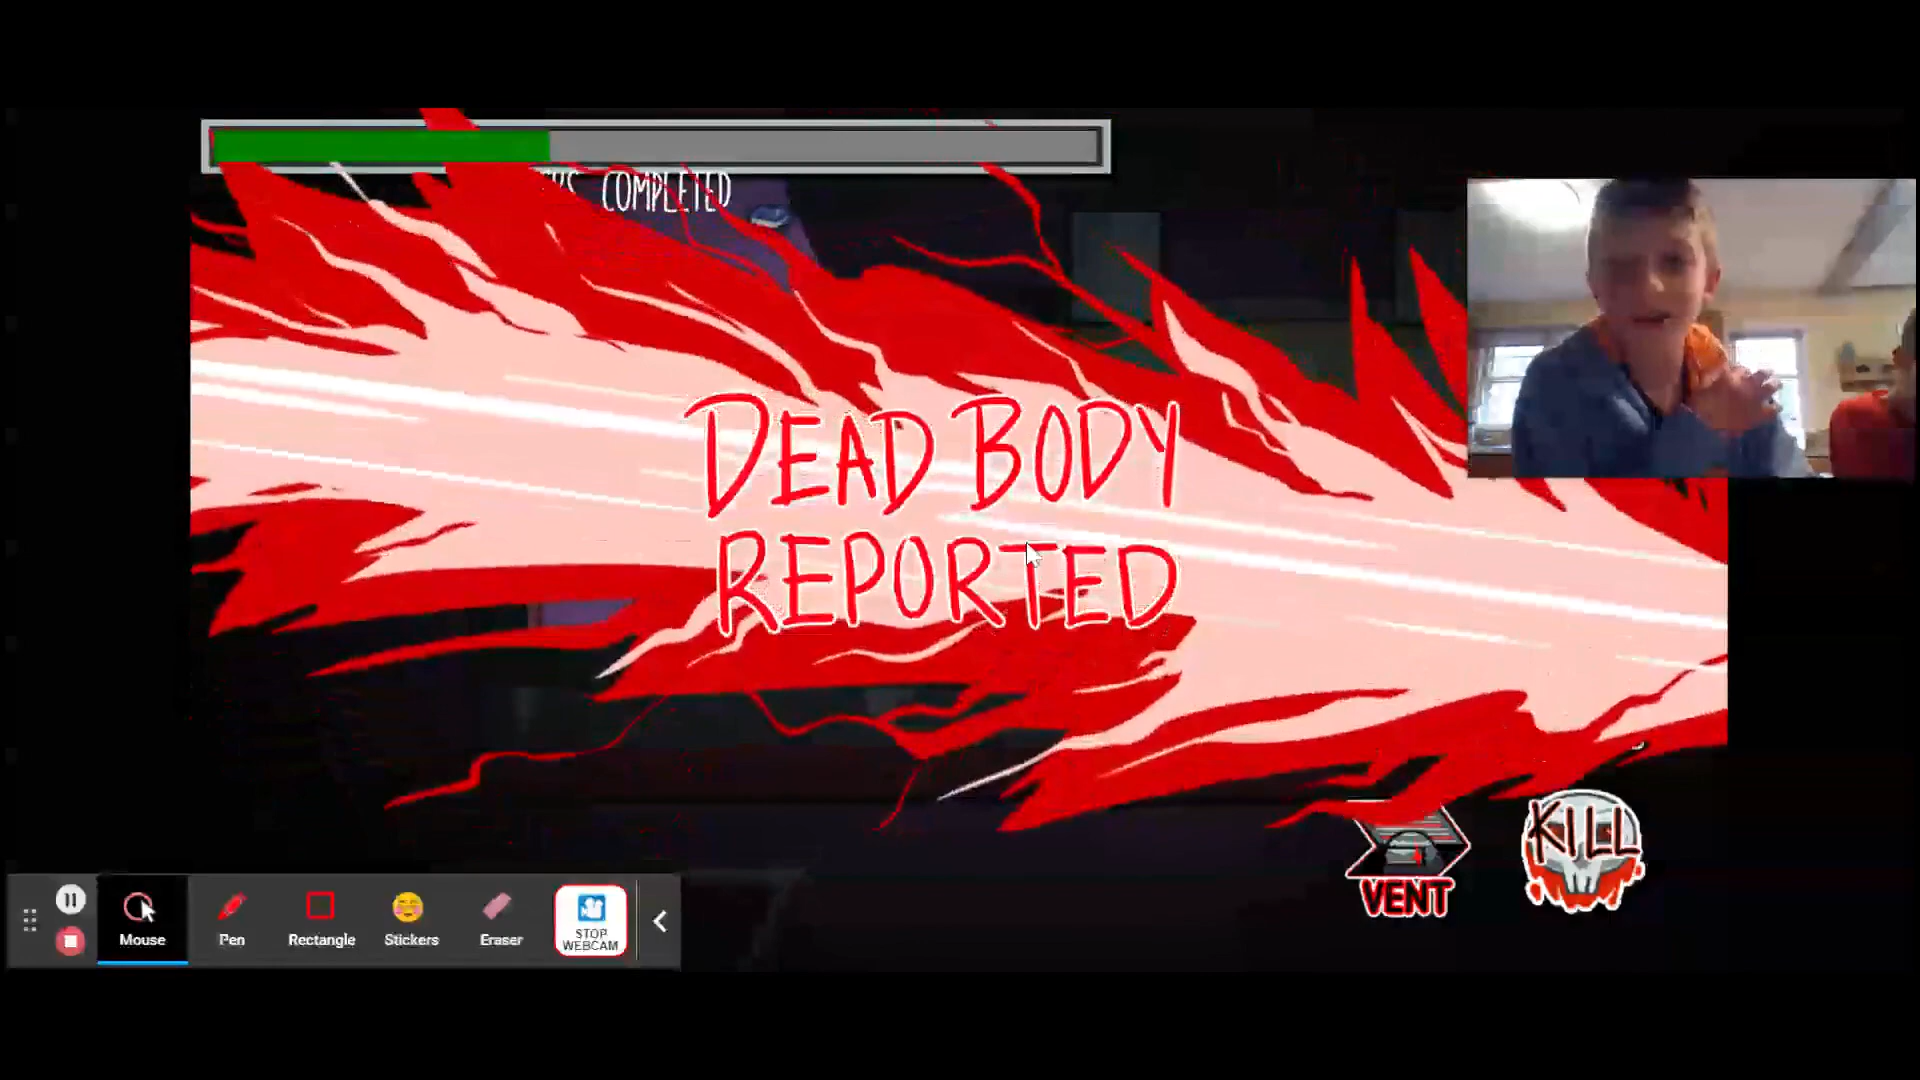 COMPLETED
DEAD BODY
REPORTED
KILL
VENT
Mouse
Pen
Rectangle
Stickers
Eraser
STOP
WEBCAM